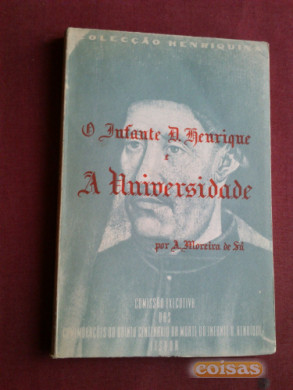 COLECÇÃO HENRIQUINA
O Infante D. Henrique
e
A Universidade
por A. Moreira de Sá
COMISSÃO EXECUTIVA
DAS
COMEMORAÇÕES DO QUINTO CENTENÁRIO DA MORTE DO INFANTE D. HENRIQUE
LISBOA
coisas